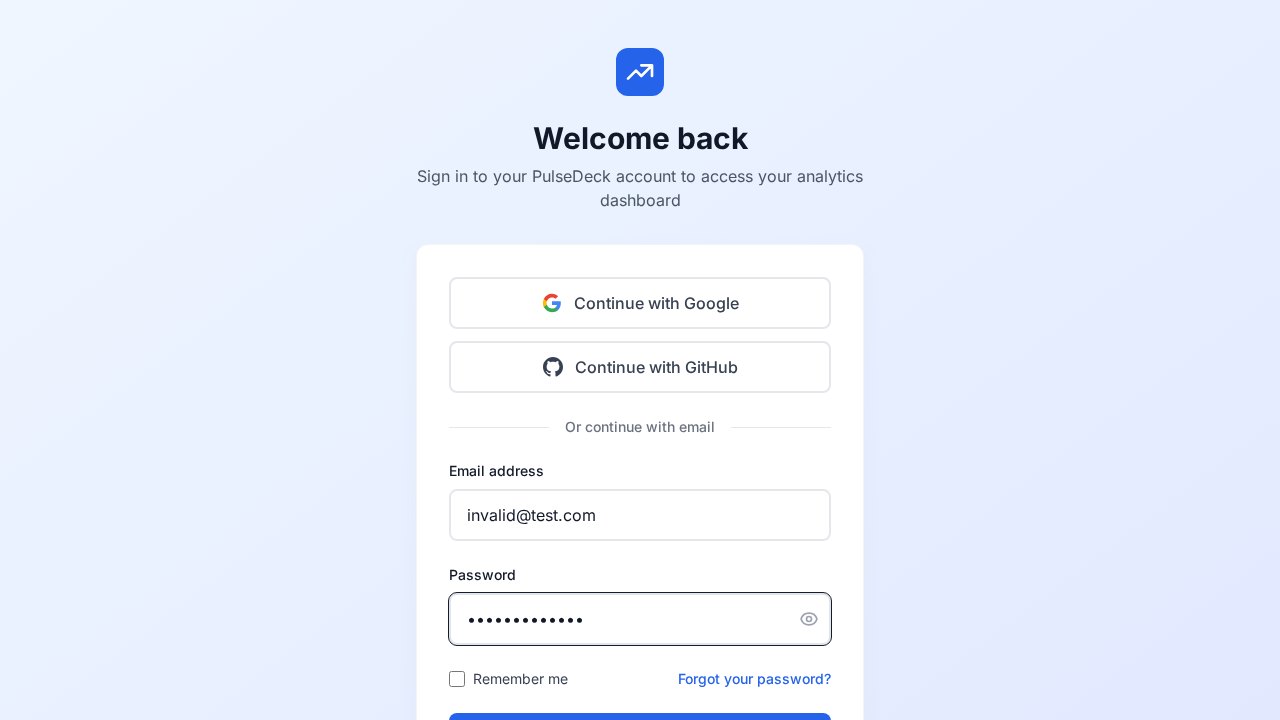 Welcome back
Sign in to your PulseDeck account to access your analytics
dashboard
Continue with Google
Continue with GitHub
Or continue with email
Email address
invalid@test.com
Password
•••••••••••••
Remember me
Forgot your password?